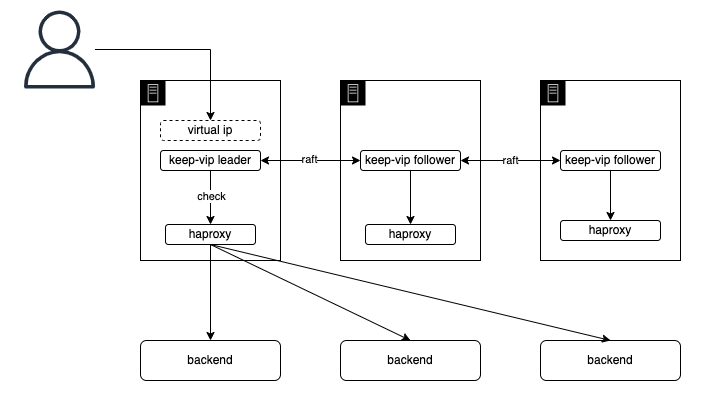 virtual ip
keep-vip leader
raft
keep-vip follower
raft
keep-vip follower
check
haproxy
haproxy
haproxy
backend
backend
backend